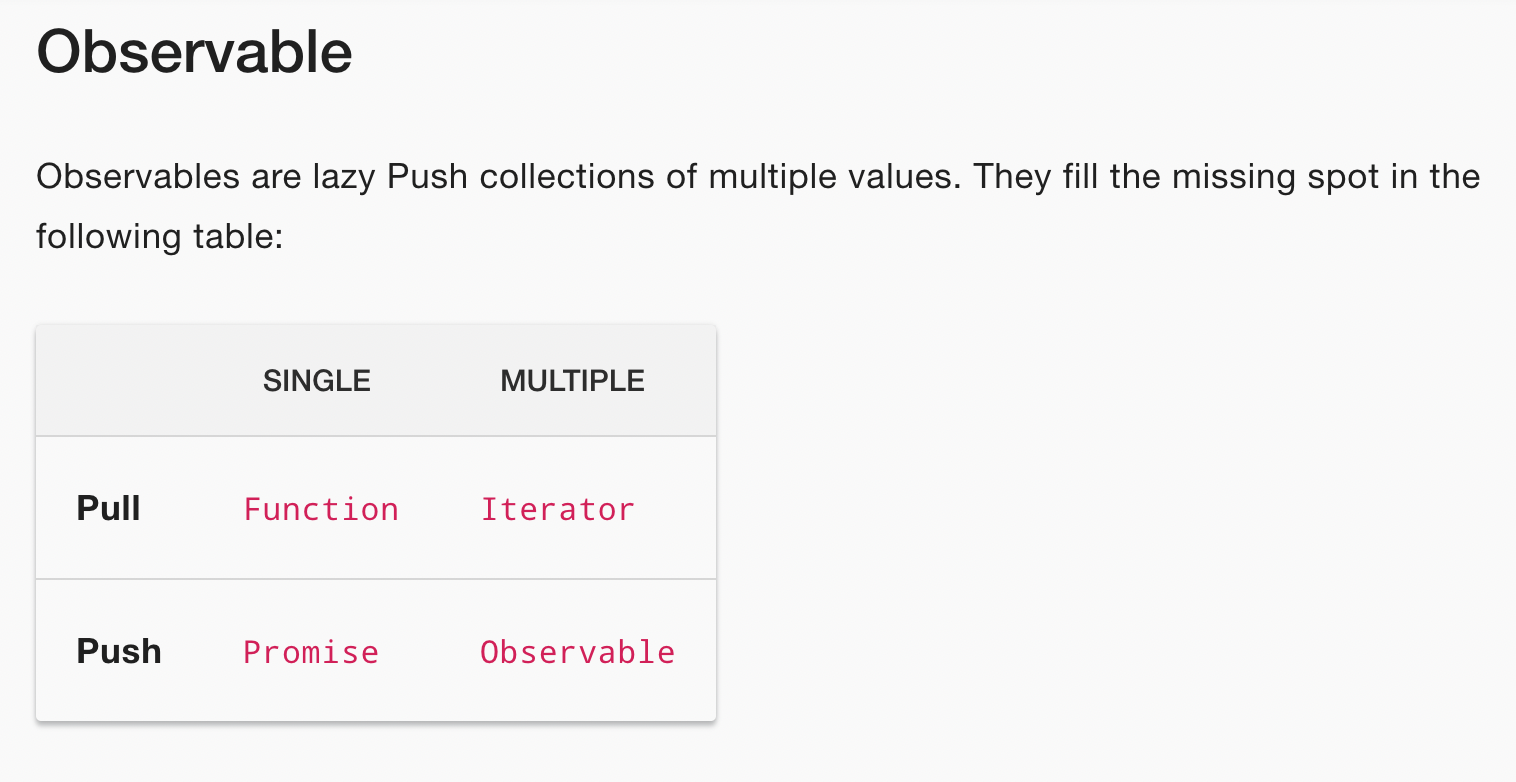 Observable
Observables are lazy Push collections of multiple values. They fill the missing spot in the
following table:
SINGLE MULTIPLE
Pull Function Iterator
Push Promise Observable